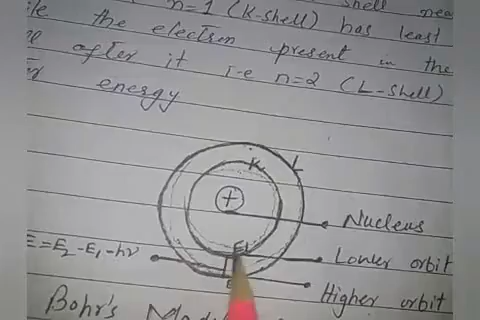 n=1 (K-shell) has least
the electron present in the
after it i-e n=2 (L-shell)
energy
K L
+
Nucleus
E=E2-E1-hν E1 Lower orbit
Higher orbit
Bohr's